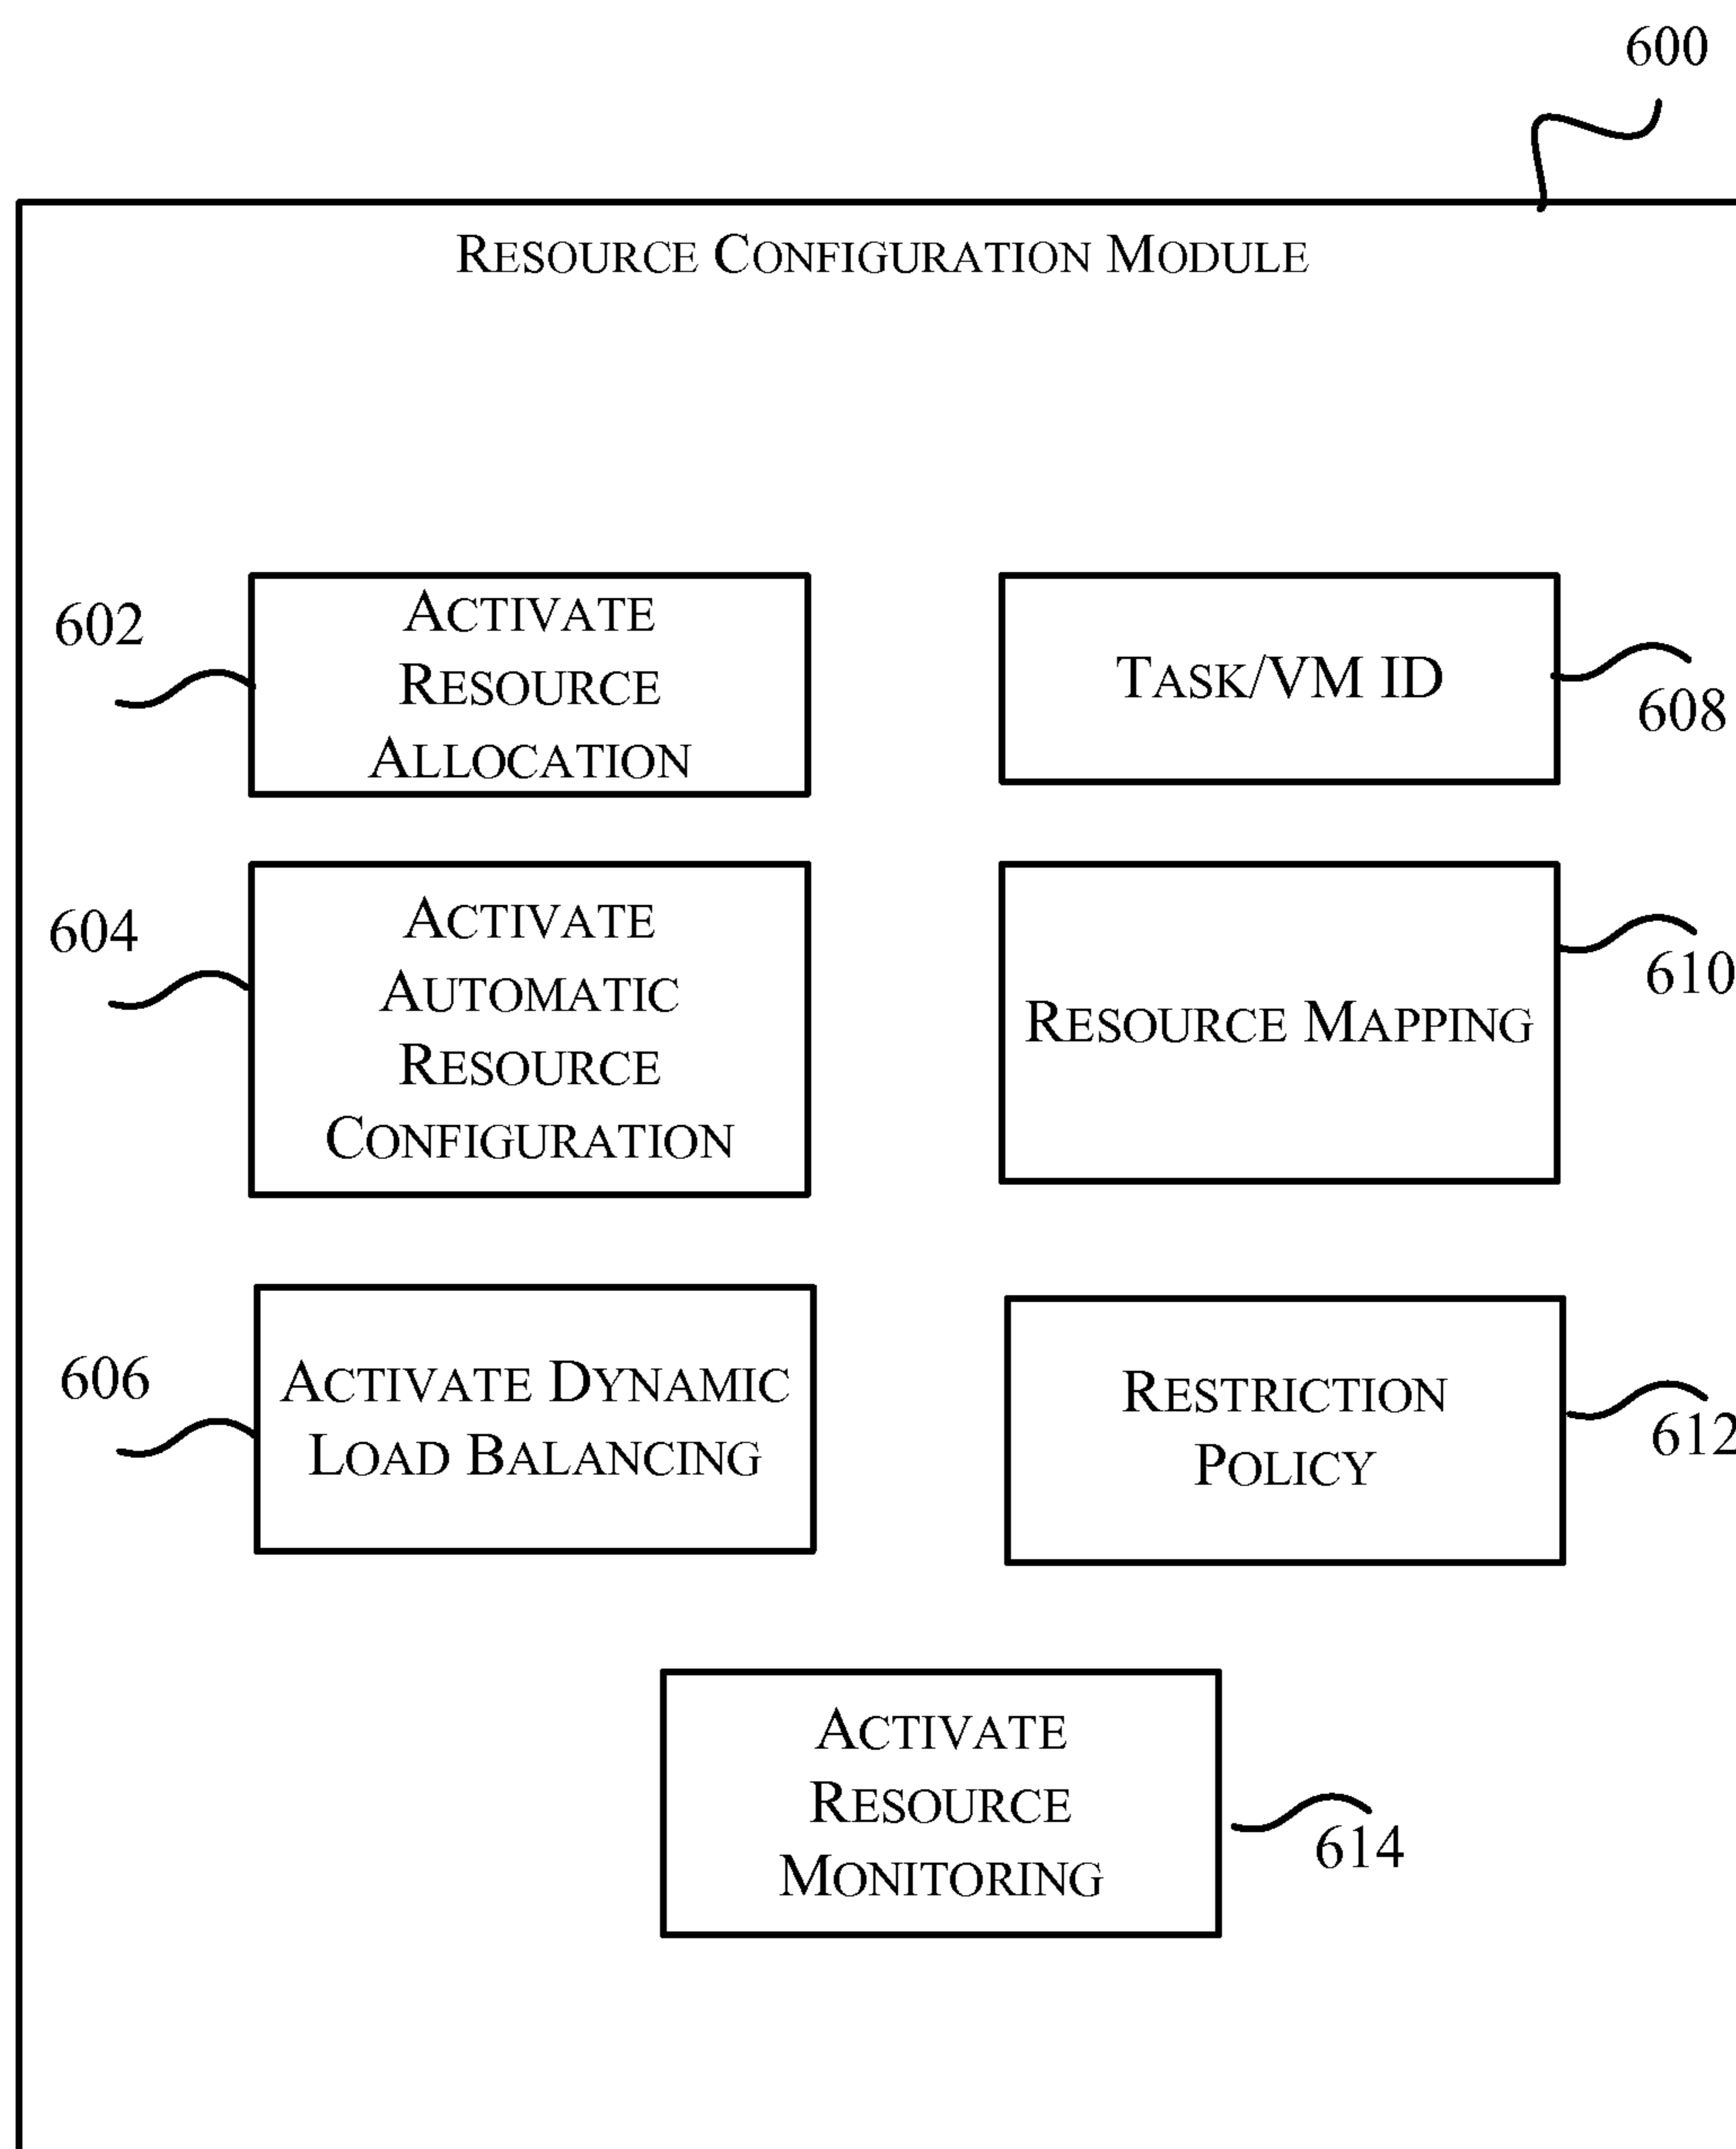 600
Resource Configuration Module
602
Activate
Resource
Allocation
Task/VM ID
608
604
Activate
Automatic
Resource
Configuration
Resource Mapping
610
606
Activate Dynamic
Load Balancing
Restriction
Policy
612
Activate
Resource
Monitoring
614